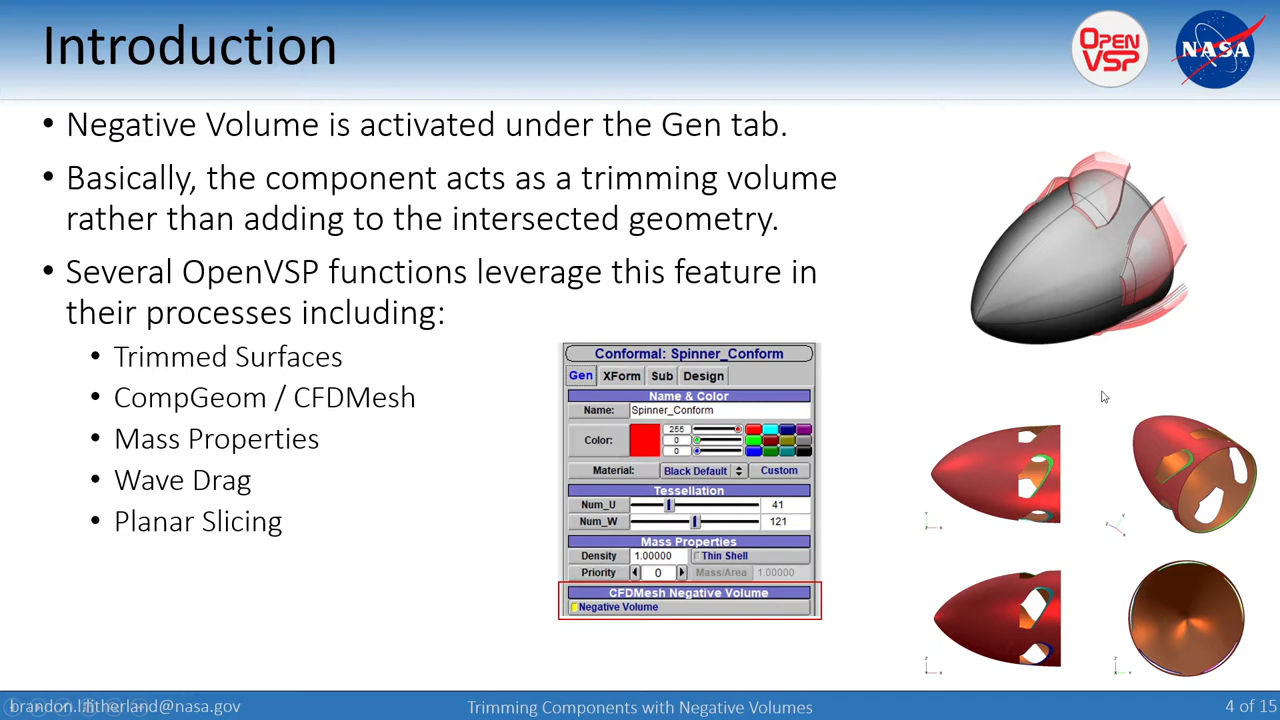 Introduction
OPEN
VSP
NASA
• Negative Volume is activated under the Gen tab.
• Basically, the component acts as a trimming volume
rather than adding to the intersected geometry.
• Several OpenVSP functions leverage this feature in
their processes including:
• Trimmed Surfaces
• CompGeom / CFDMesh
• Mass Properties
• Wave Drag
• Planar Slicing
Conformal: Spinner_Conform
Gen XForm Sub Design
Name & Color
Name: Spinner_Conform
Color: 255
0
0
Material: Black Default Custom
Tessellation
Num_U 41
Num_W 121
Mass Properties
Density 1.00000 Thin Shell
Priority 0 Mass/Area 1.00000
CFDMesh Negative Volume
Negative Volume
brandon.l.litherland@nasa.gov
Trimming Components with Negative Volumes
4 of 15